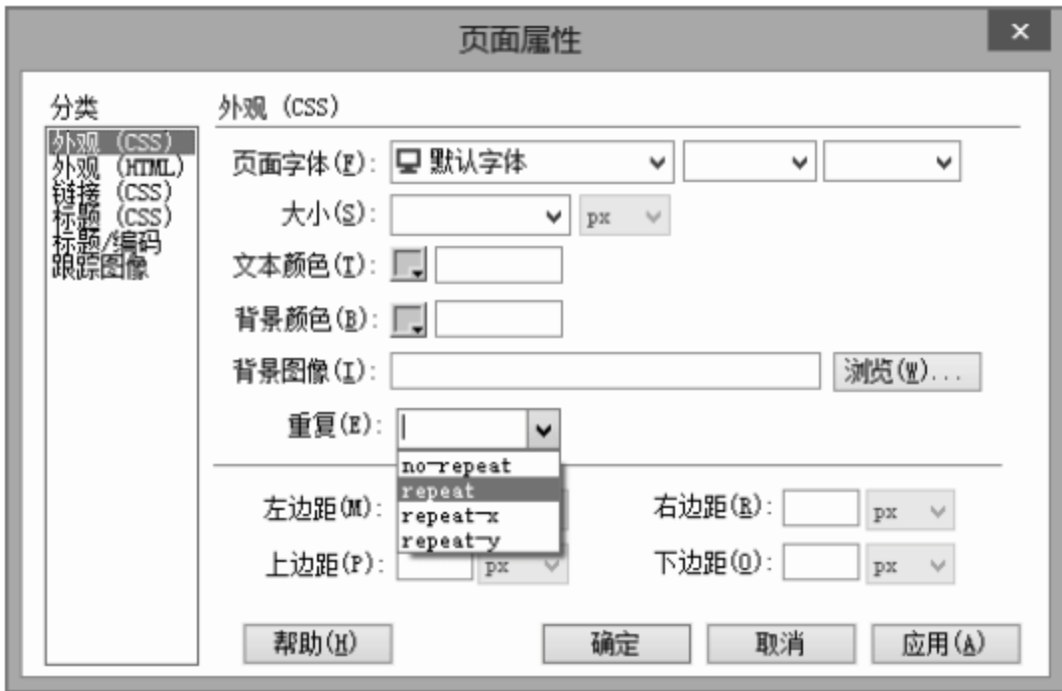 页面属性
×
分类
外观 (CSS)
外观 (HTML)
链接 (CSS)
标题 (CSS)
标题/编码
跟踪图像
外观 (CSS)
页面字体(F): 默认字体
大小(S): px
文本颜色(T):
背景颜色(B):
背景图像(I): 浏览(W)...
重复(E):
no-repeat
repeat
repeat-x
repeat-y
左边距(M): 右边距(R): px
上边距(P): px 下边距(O): px
帮助(H) 确定 取消 应用(A)